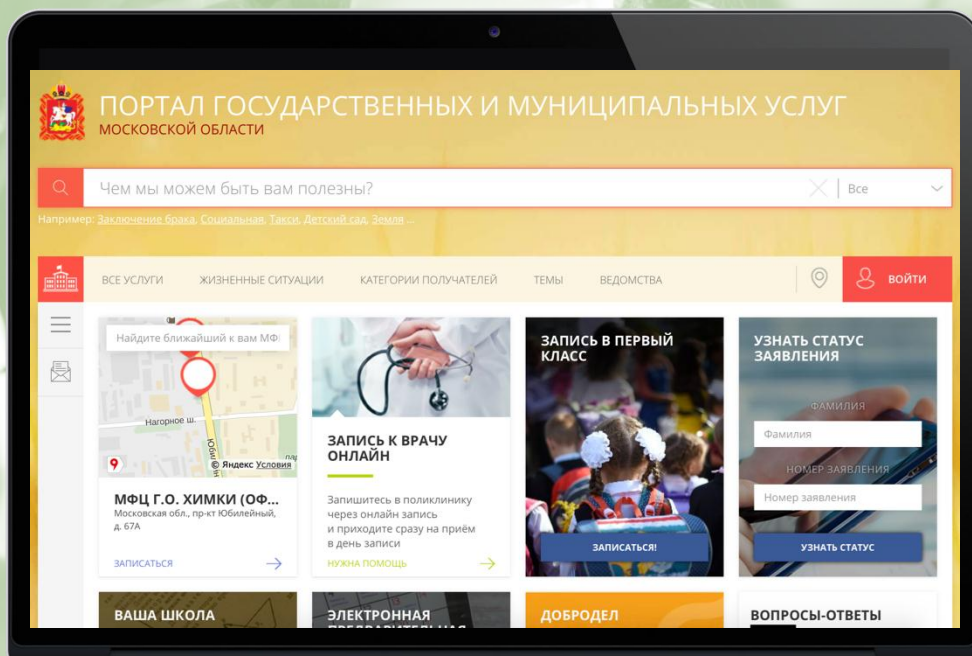 ПОРТАЛ ГОСУДАРСТВЕННЫХ И МУНИЦИПАЛЬНЫХ УСЛУГ
МОСКОВСКОЙ ОБЛАСТИ
Чем мы можем быть вам полезны?
Все
Например: Заключение брака, Социальная, Такси, Детский сад, Земля ...
ВСЕ УСЛУГИ ЖИЗНЕННЫЕ СИТУАЦИИ КАТЕГОРИИ ПОЛУЧАТЕЛЕЙ ТЕМЫ ВЕДОМСТВА
ВОЙТИ
Найдите ближайший к вам МФ
Нагорное ш.
© Яндекс Условия
МФЦ Г.О. ХИМКИ (ОФ...
Московская обл., пр-кт Юбилейный,
д. 67А
ЗАПИСАТЬСЯ
ЗАПИСЬ К ВРАЧУ
ОНЛАЙН
Запишитесь в поликлинику
через онлайн запись
и приходите сразу на приём
в день записи
НУЖНА ПОМОЩЬ
ЗАПИСЬ В ПЕРВЫЙ
КЛАСС
ЗАПИСАТЬСЯ!
УЗНАТЬ СТАТУС
ЗАЯВЛЕНИЯ
ФАМИЛИЯ
Фамилия
НОМЕР ЗАЯВЛЕНИЯ
Номер заявления
УЗНАТЬ СТАТУС
ВАША ШКОЛА
ЭЛЕКТРОННАЯ
ПРЕДВАРИТЕЛЬНАЯ
ДОБРОДЕЛ
ВОПРОСЫ-ОТВЕТЫ